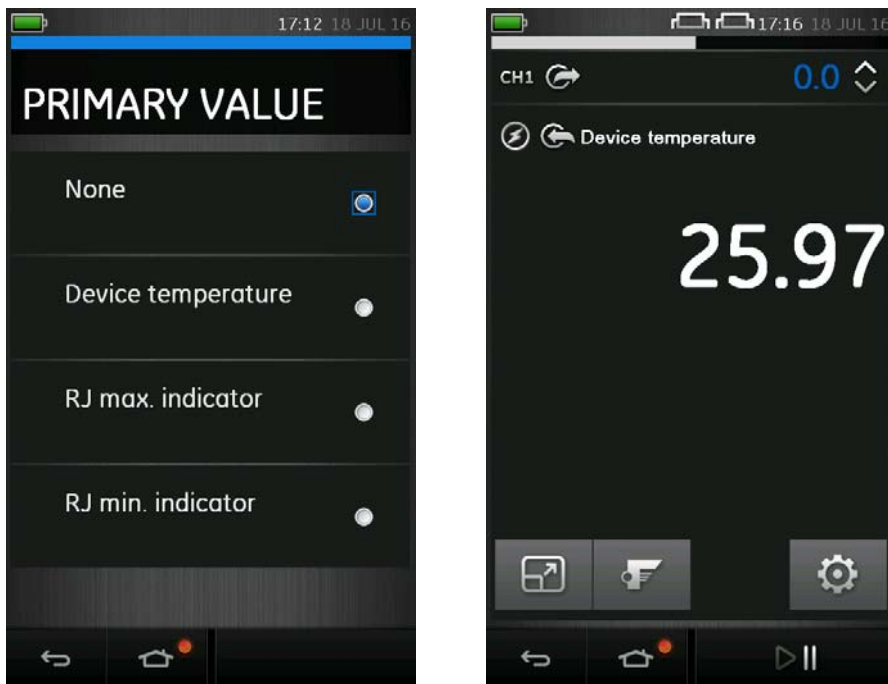 17:12 18 JUL 16
PRIMARY VALUE
None
Device temperature
RJ max. indicator
RJ min. indicator
17:16 18 JUL 16
CH1 0.0
Device temperature
25.97